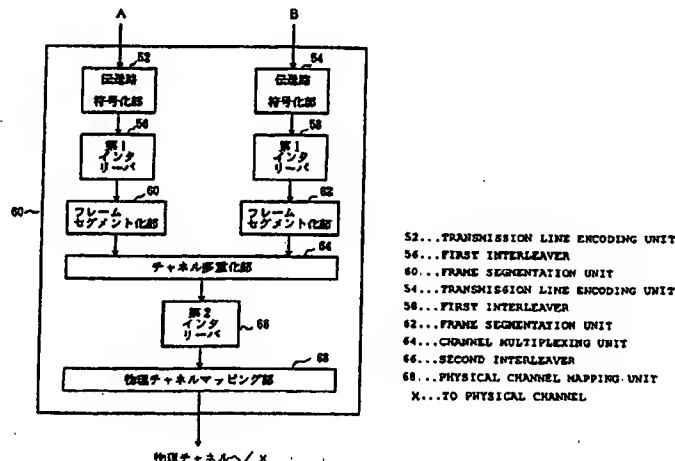 A
B
52
54
伝送路
符号化部
伝送路
符号化部
56
58
第1
インタ
リーバ
第1
インタ
リーバ
60
62
60
フレーム
セグメント化部
フレーム
セグメント化部
64
チャネル多重化部
第2
インタ
リーバ
66
68
物理チャネルマッピング部
物理チャネルへ/ X
52...TRANSMISSION LINE ENCODING UNIT
56...FIRST INTERLEAVER
60...FRAME SEGMENTATION UNIT
54...TRANSMISSION LINE ENCODING UNIT
58...FIRST INTERLEAVER
62...FRAME SEGMENTATION UNIT
64...CHANNEL MULTIPLEXING UNIT
66...SECOND INTERLEAVER
68...PHYSICAL CHANNEL MAPPING UNIT
X...TO PHYSICAL CHANNEL